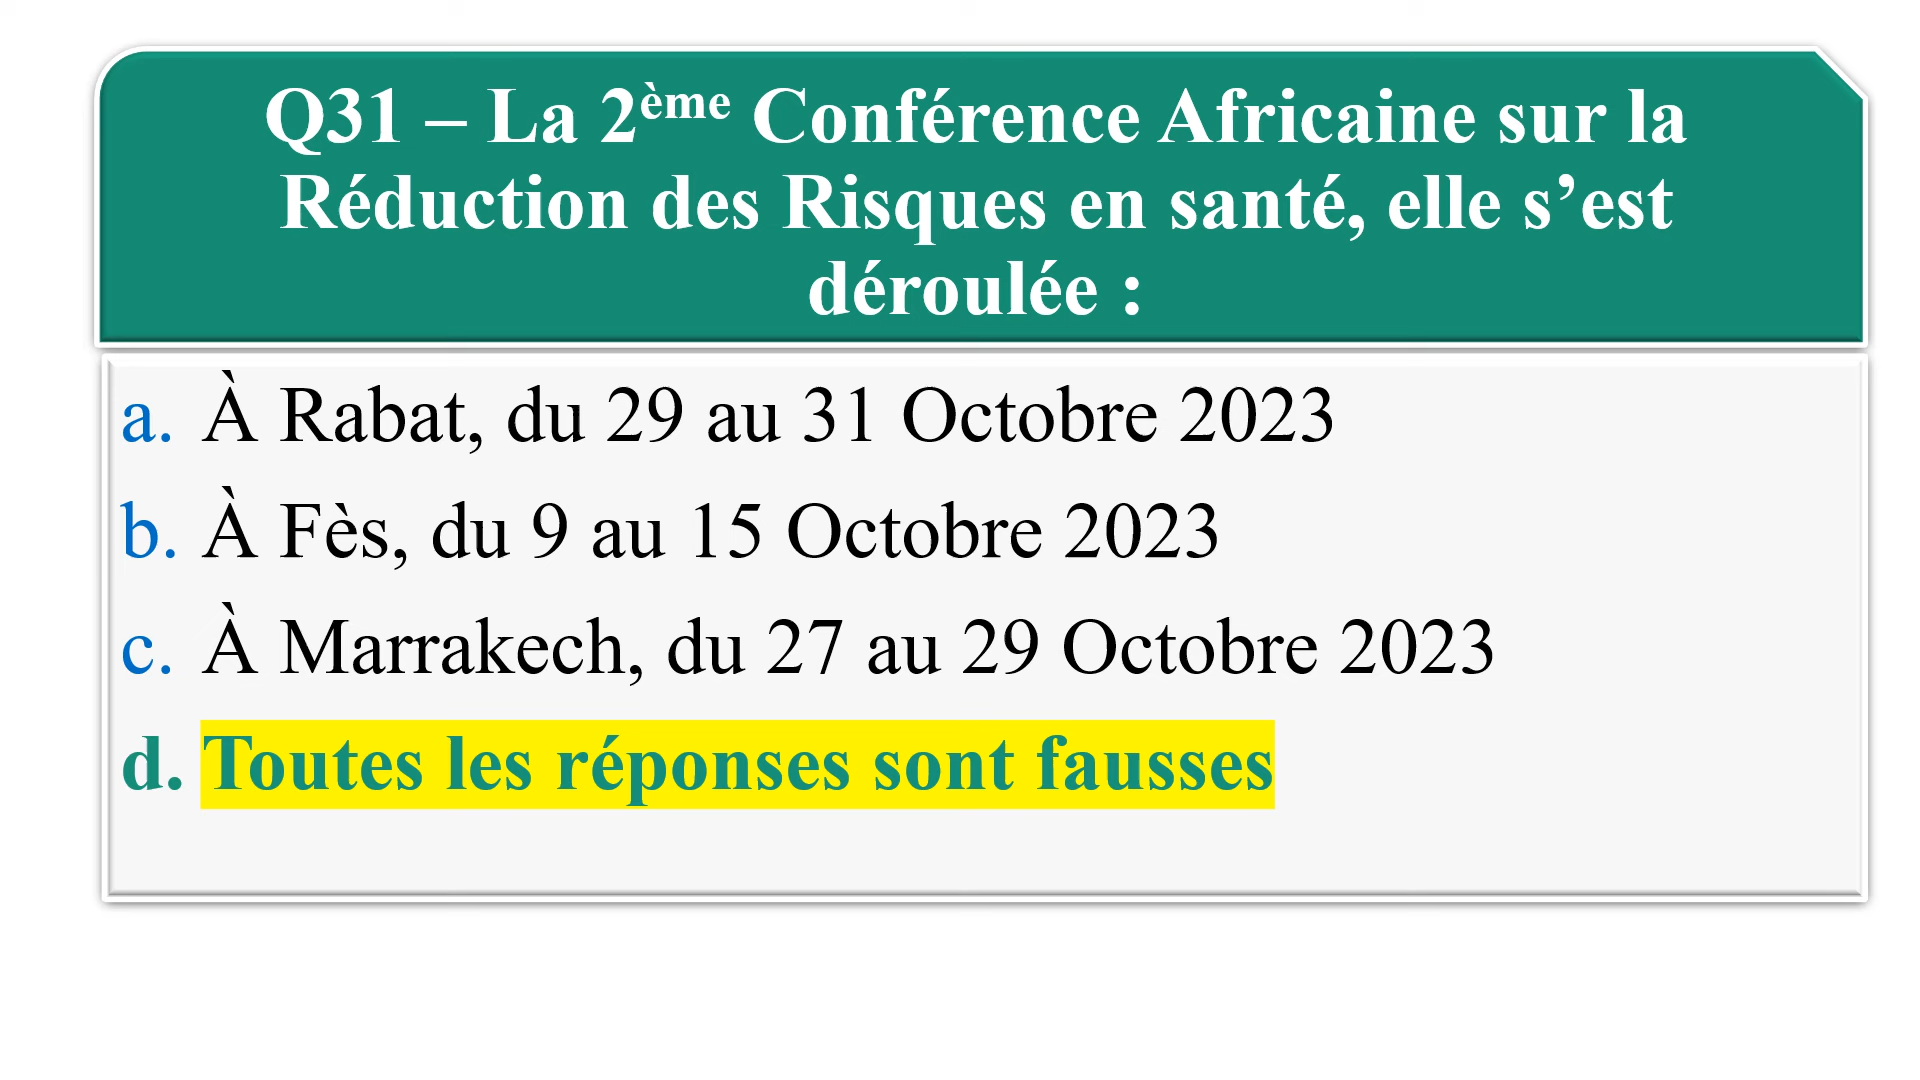 Q31 – La 2ème Conférence Africaine sur la
Réduction des Risques en santé, elle s’est
déroulée :
a. À Rabat, du 29 au 31 Octobre 2023
b. À Fès, du 9 au 15 Octobre 2023
c. À Marrakech, du 27 au 29 Octobre 2023
d. Toutes les réponses sont fausses